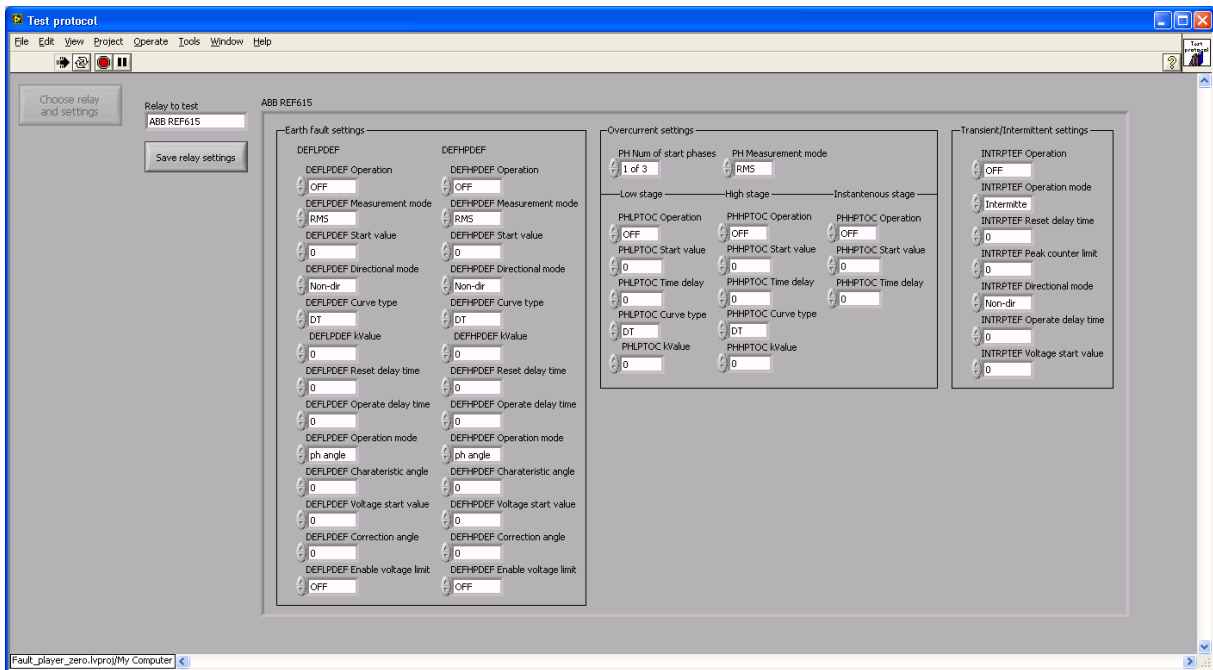 Test protocol
File Edit View Project Operate Tools Window Help
Test protocol
Choose relay and settings
Relay to test
ABB REF615
Save relay settings
ABB REF615
Earth fault settings
DEFLPDEF
DEFLPDEF Operation
OFF
DEFLPDEF Measurement mode
RMS
DEFLPDEF Start value
0
DEFLPDEF Directional mode
Non-dir
DEFLPDEF Curve type
DT
DEFLPDEF kValue
0
DEFLPDEF Reset delay time
0
DEFLPDEF Operate delay time
0
DEFLPDEF Operation mode
ph angle
DEFLPDEF Charateristic angle
0
DEFLPDEF Voltage start value
0
DEFLPDEF Correction angle
0
DEFLPDEF Enable voltage limit
OFF
DEFHPDEF
DEFHPDEF Operation
OFF
DEFHPDEF Measurement mode
RMS
DEFHPDEF Start value
0
DEFHPDEF Directional mode
Non-dir
DEFHPDEF Curve type
DT
DEFHPDEF kValue
0
DEFHPDEF Reset delay time
0
DEFHPDEF Operate delay time
0
DEFHPDEF Operation mode
ph angle
DEFHPDEF Charateristic angle
0
DEFHPDEF Voltage start value
0
DEFHPDEF Correction angle
0
DEFHPDEF Enable voltage limit
OFF
Overcurrent settings
PH Num of start phases
1 of 3
PH Measurement mode
RMS
Low stage
PHLPTOC Operation
OFF
PHLPTOC Start value
0
PHLPTOC Time delay
0
PHLPTOC Curve type
DT
PHLPTOC kValue
0
High stage
PHHPTOC Operation
OFF
PHHPTOC Start value
0
PHHPTOC Time delay
0
PHHPTOC Curve type
DT
PHHPTOC kValue
0
Instantenous stage
PHHPTOC Operation
OFF
PHHPTOC Start value
0
PHHPTOC Time delay
0
Transient/Intermittent settings
INTRPTEF Operation
OFF
INTRPTEF Operation mode
Intermitte
INTRPTEF Reset delay time
0
INTRPTEF Peak counter limit
0
INTRPTEF Directional mode
Non-dir
INTRPTEF Operate delay time
0
INTRPTEF Voltage start value
0
Fault_player_zero.lvproj/My Computer